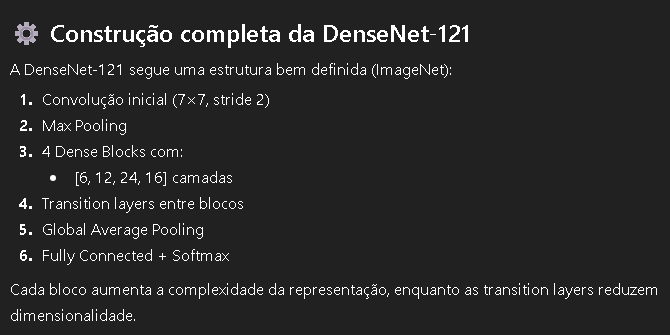 ⚙️ Construção completa da DenseNet-121
A DenseNet-121 segue uma estrutura bem definida (ImageNet):
1. Convolução inicial (7×7, stride 2)
2. Max Pooling
3. 4 Dense Blocks com:
• [6, 12, 24, 16] camadas
4. Transition layers entre blocos
5. Global Average Pooling
6. Fully Connected + Softmax
Cada bloco aumenta a complexidade da representação, enquanto as transition layers reduzem
dimensionalidade.